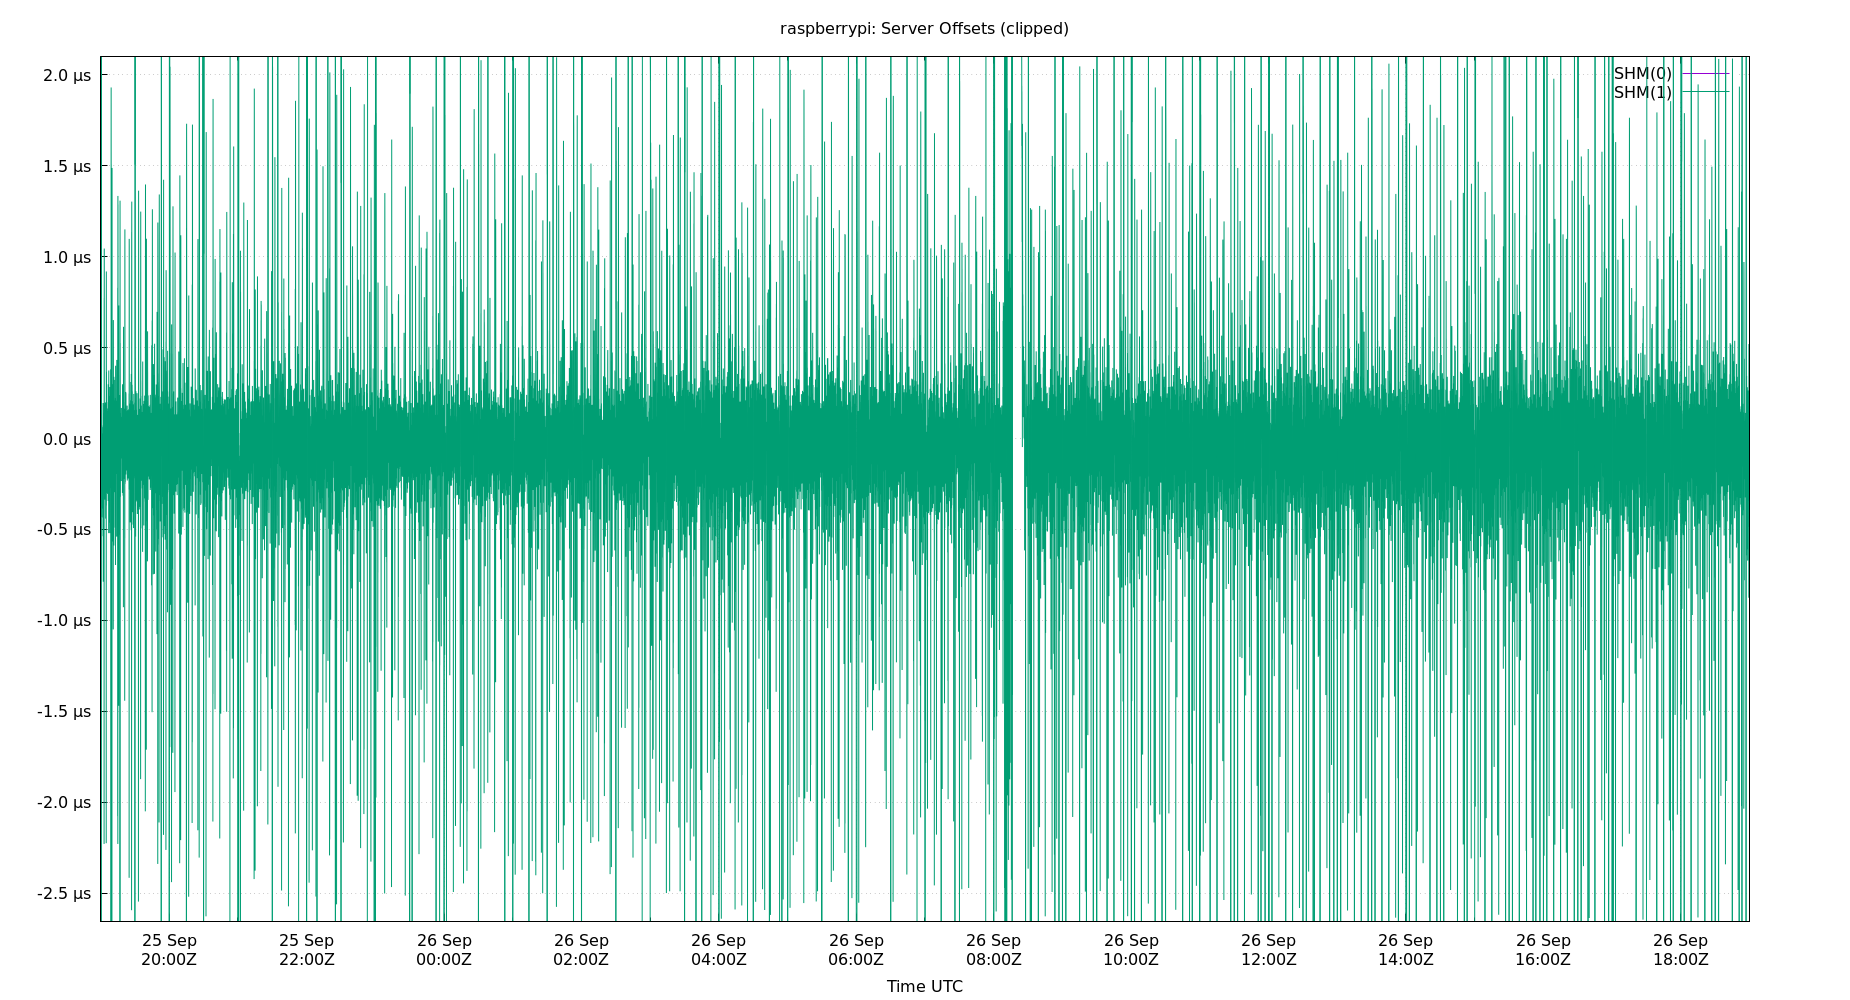 raspberrypi: Server Offsets (clipped)
2.0 µs
1.5 µs
1.0 µs
0.5 µs
0.0 µs
-0.5 µs
-1.0 µs
-1.5 µs
-2.0 µs
-2.5 µs
SHM(0)
SHM(1)
25 Sep 25 Sep 26 Sep 26 Sep 26 Sep 26 Sep 26 Sep 26 Sep 26 Sep 26 Sep 26 Sep 26 Sep
20:00Z 22:00Z 00:00Z 02:00Z 04:00Z 06:00Z 08:00Z 10:00Z 12:00Z 14:00Z 16:00Z 18:00Z
Time UTC